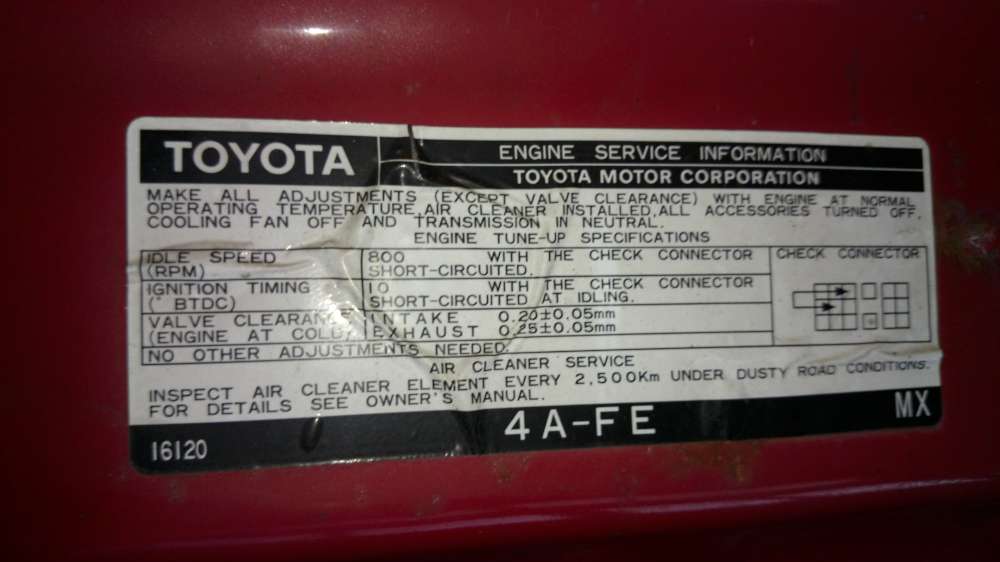 TOYOTA
ENGINE SERVICE INFORMATION
TOYOTA MOTOR CORPORATION
MAKE ALL ADJUSTMENTS (EXCEPT VALVE CLEARANCE) WITH ENGINE AT NORMAL
OPERATING TEMPERATURE, AIR CLEANER INSTALLED, ALL ACCESSORIES TURNED OFF,
COOLING FAN OFF AND TRANSMISSION IN NEUTRAL.
ENGINE TUNE-UP SPECIFICATIONS
IDLE SPEED 800 WITH THE CHECK CONNECTOR CHECK CONNECTOR
(RPM) SHORT-CIRCUITED.
IGNITION TIMING 10 WITH THE CHECK CONNECTOR
(° BTDC) SHORT-CIRCUITED AT IDLING.
VALVE CLEARANCE INTAKE 0.20±0.05mm
(ENGINE AT COLD) EXHAUST 0.25±0.05mm
NO OTHER ADJUSTMENTS NEEDED.
AIR CLEANER SERVICE
INSPECT AIR CLEANER ELEMENT EVERY 2,500Km UNDER DUSTY ROAD CONDITIONS.
FOR DETAILS SEE OWNER'S MANUAL.
16120 4A-FE MX